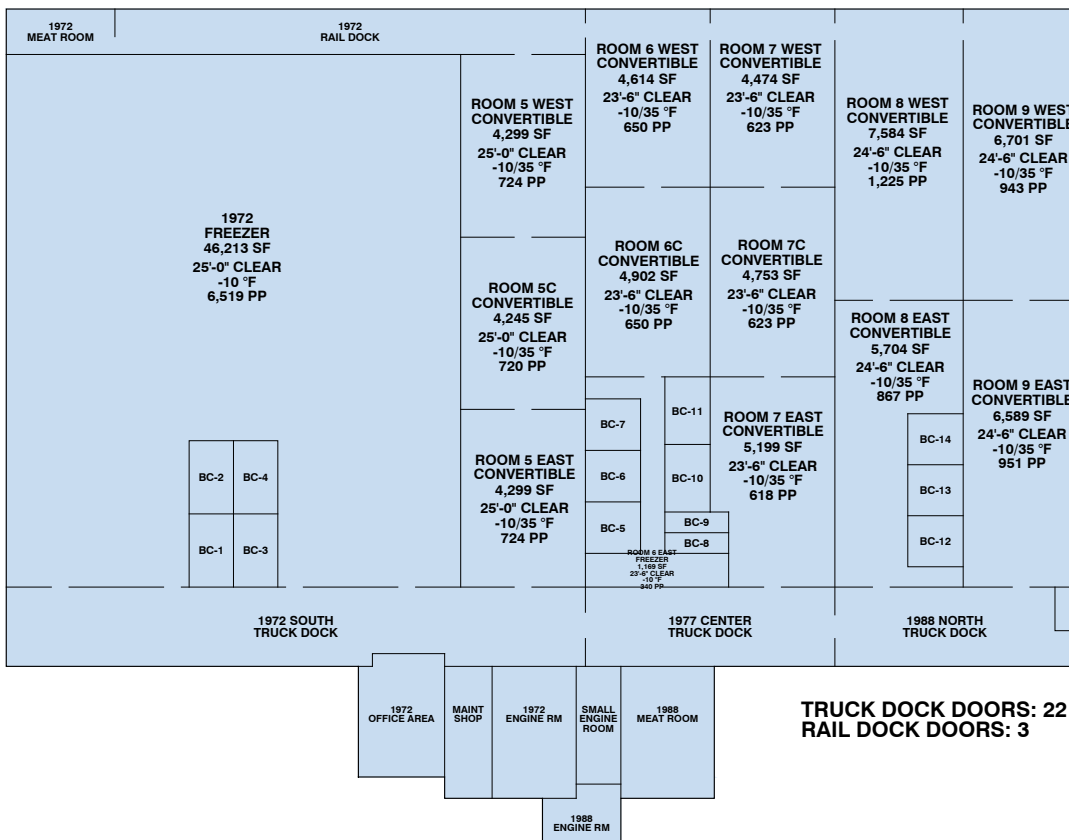 1972
MEAT ROOM
1972
RAIL DOCK
ROOM 6 WEST
CONVERTIBLE
4,614 SF
23'-6" CLEAR
-10/35 °F
650 PP
ROOM 7 WEST
CONVERTIBLE
4,474 SF
23'-6" CLEAR
-10/35 °F
623 PP
ROOM 5 WEST
CONVERTIBLE
4,299 SF
25'-0" CLEAR
-10/35 °F
724 PP
ROOM 8 WEST
CONVERTIBLE
7,584 SF
24'-6" CLEAR
-10/35 °F
1,225 PP
ROOM 9 WEST
CONVERTIBLE
6,701 SF
24'-6" CLEAR
-10/35 °F
943 PP
1972
FREEZER
46,213 SF
25'-0" CLEAR
-10 °F
6,519 PP
ROOM 5C
CONVERTIBLE
4,245 SF
25'-0" CLEAR
-10/35 °F
720 PP
ROOM 6C
CONVERTIBLE
4,902 SF
23'-6" CLEAR
-10/35 °F
650 PP
ROOM 7C
CONVERTIBLE
4,753 SF
23'-6" CLEAR
-10/35 °F
623 PP
ROOM 8 EAST
CONVERTIBLE
5,704 SF
24'-6" CLEAR
-10/35 °F
867 PP
ROOM 9 EAST
CONVERTIBLE
6,589 SF
24'-6" CLEAR
-10/35 °F
951 PP
BC-2
BC-4
BC-1
BC-3
ROOM 5 EAST
CONVERTIBLE
4,299 SF
25'-0" CLEAR
-10/35 °F
724 PP
BC-7
BC-6
BC-5
BC-11
BC-10
BC-9
BC-8
ROOM 7 EAST
CONVERTIBLE
5,199 SF
23'-6" CLEAR
-10/35 °F
618 PP
BC-14
BC-13
BC-12
ROOM 6 EAST
FREEZER
1,169 SF
23'-6" CLEAR
-10 °F
340 PP
1972 SOUTH
TRUCK DOCK
1977 CENTER
TRUCK DOCK
1988 NORTH
TRUCK DOCK
1972
OFFICE AREA
MAINT
SHOP
1972
ENGINE RM
SMALL
ENGINE
ROOM
1988
MEAT ROOM
1988
ENGINE RM
TRUCK DOCK DOORS: 22
RAIL DOCK DOORS: 3